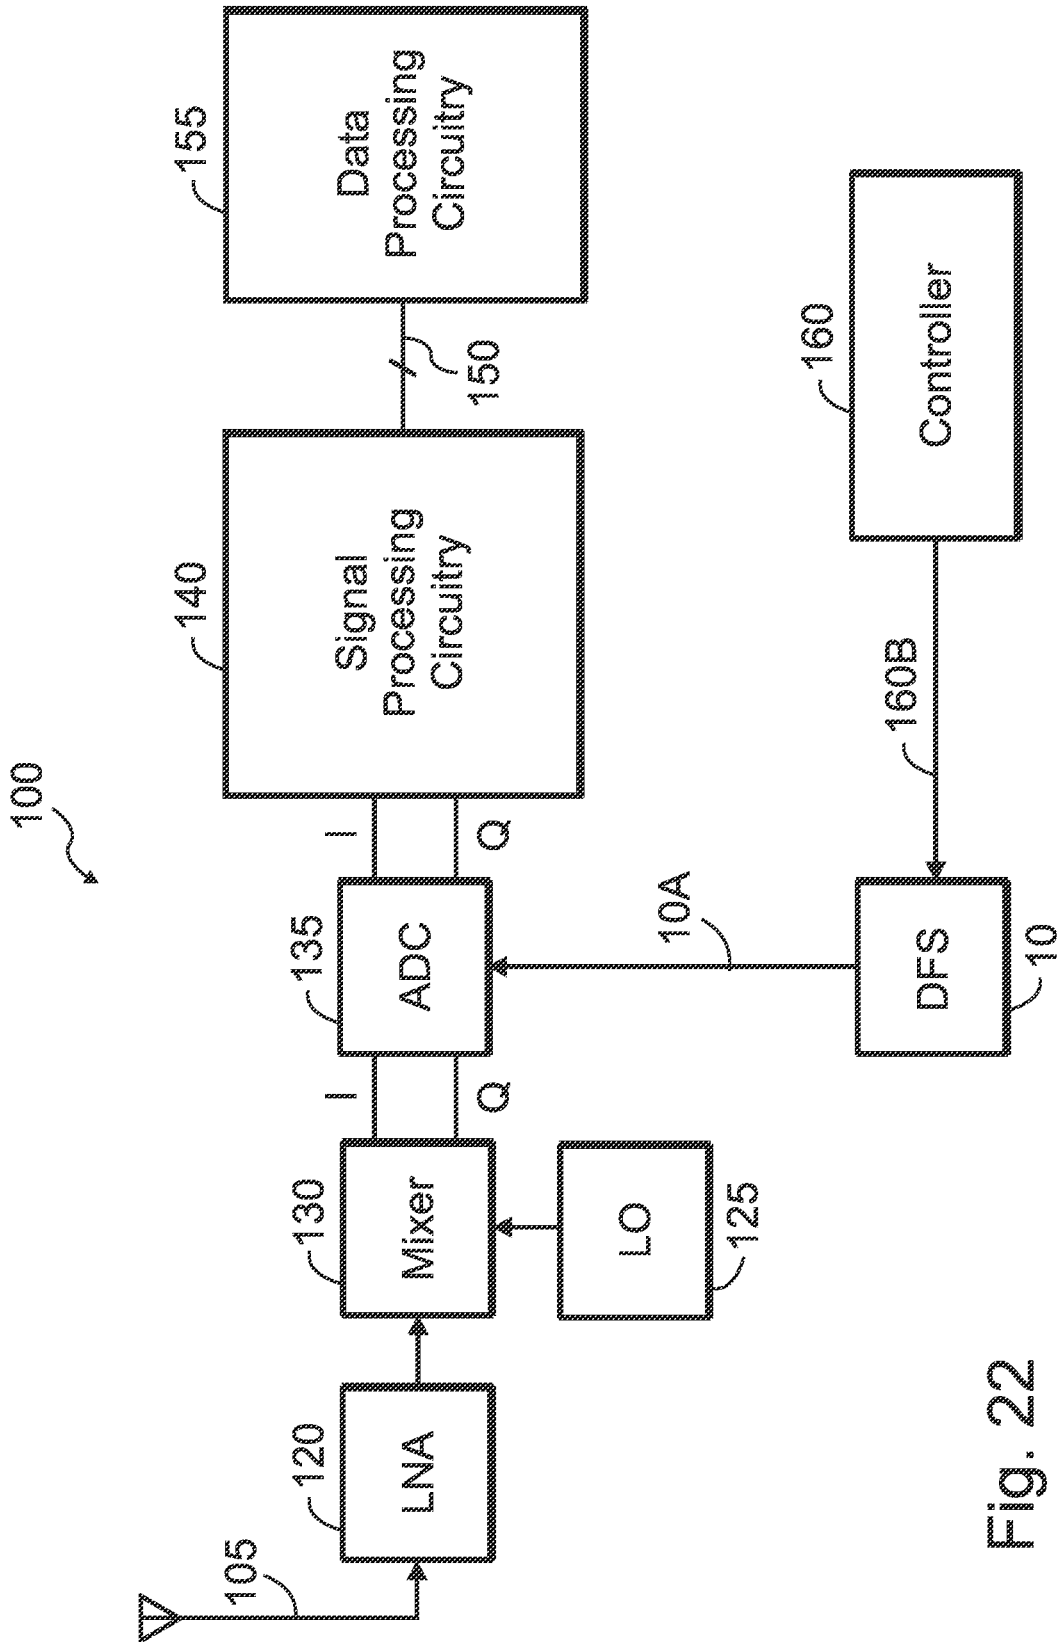 100
105
120
LNA
130
Mixer
LO
125
I
Q
135
ADC
I
Q
140
Signal
Processing
Circuitry
150
155
Data
Processing
Circuitry
10A
DFS
10
160B
160
Controller
Fig. 22